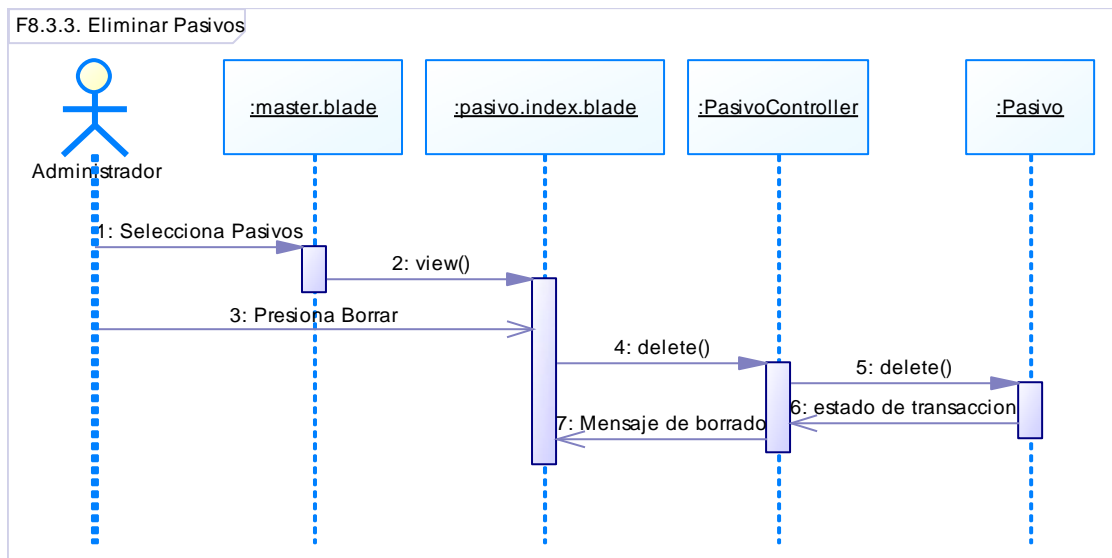 F8.3.3. Eliminar Pasivos
:master.blade
:pasivo.index.blade
:PasivoController
:Pasivo
Administrador
1: Selecciona Pasivos
2: view()
3: Presiona Borrar
4: delete()
5: delete()
6: estado de transaccion
7: Mensaje de borrado